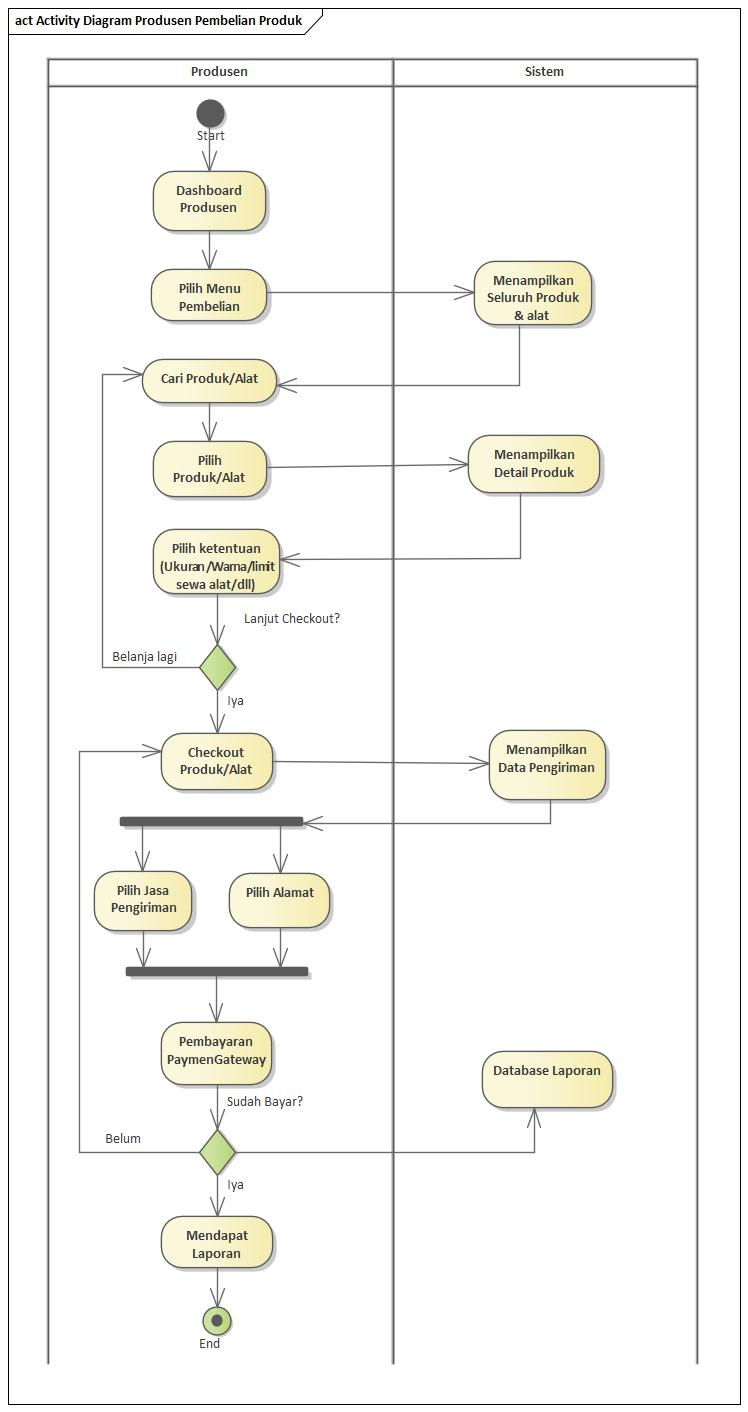 act Activity Diagram Produsen Pembelian Produk
Produsen
Sistem
Start
Dashboard
Produsen
Pilih Menu
Pembelian
Menampilkan
Seluruh Produk
& alat
Cari Produk/Alat
Pilih
Produk/Alat
Menampilkan
Detail Produk
Pilih ketentuan
(Ukuran/Warna/limit
sewa alat/dll)
Lanjut Checkout?
Belanja lagi
Iya
Checkout
Produk/Alat
Menampilkan
Data Pengiriman
Pilih Jasa
Pengiriman
Pilih Alamat
Pembayaran
PaymenGateway
Database Laporan
Sudah Bayar?
Belum
Iya
Mendapat
Laporan
End